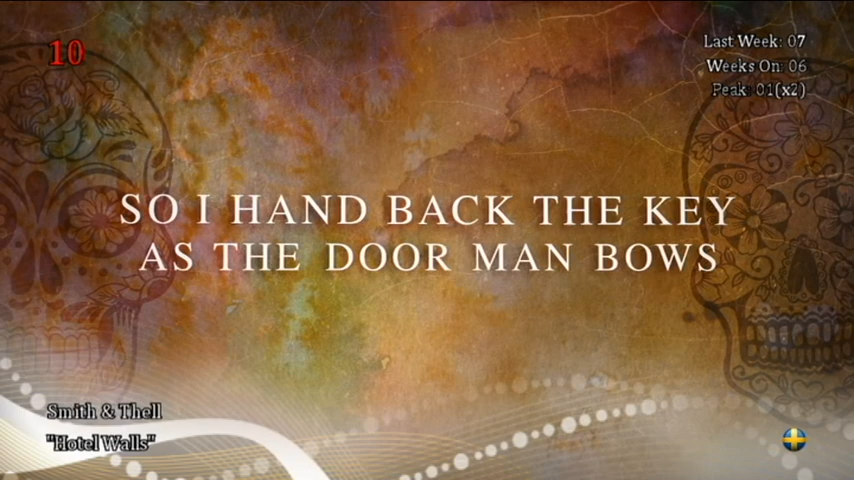 10
Last Week: 07
Weeks On: 06
Peak: 01(x2)
SO I HAND BACK THE KEY
AS THE DOOR MAN BOWS
Smith & Thell
"Hotel Walls"